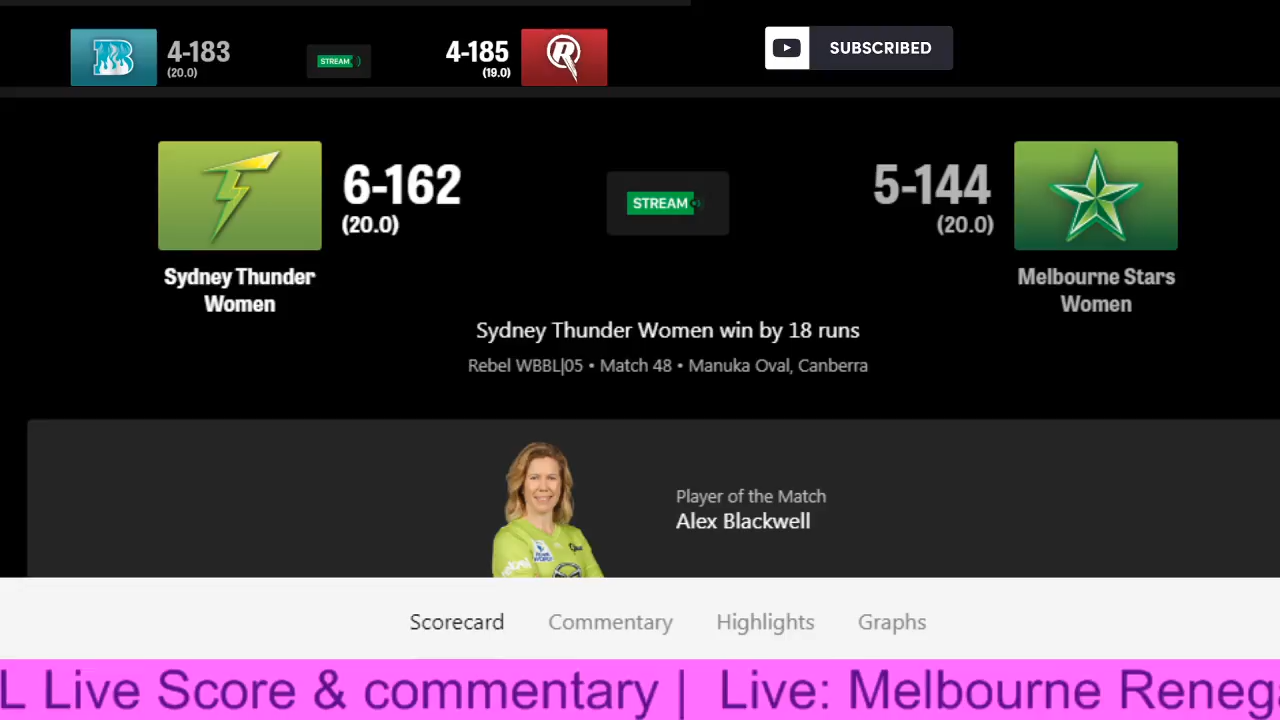 B 4-183 STREAM 4-185 R SUBSCRIBED
(20.0) (19.0)
6-162 STREAM 5-144
(20.0) (20.0)
Sydney Thunder Melbourne Stars
Women Women
Sydney Thunder Women win by 18 runs
Rebel WBBL|05 • Match 48 • Manuka Oval, Canberra
Player of the Match
Alex Blackwell
rebel
Scorecard Commentary Highlights Graphs
L Live Score & commentary | Live: Melbourne Renega